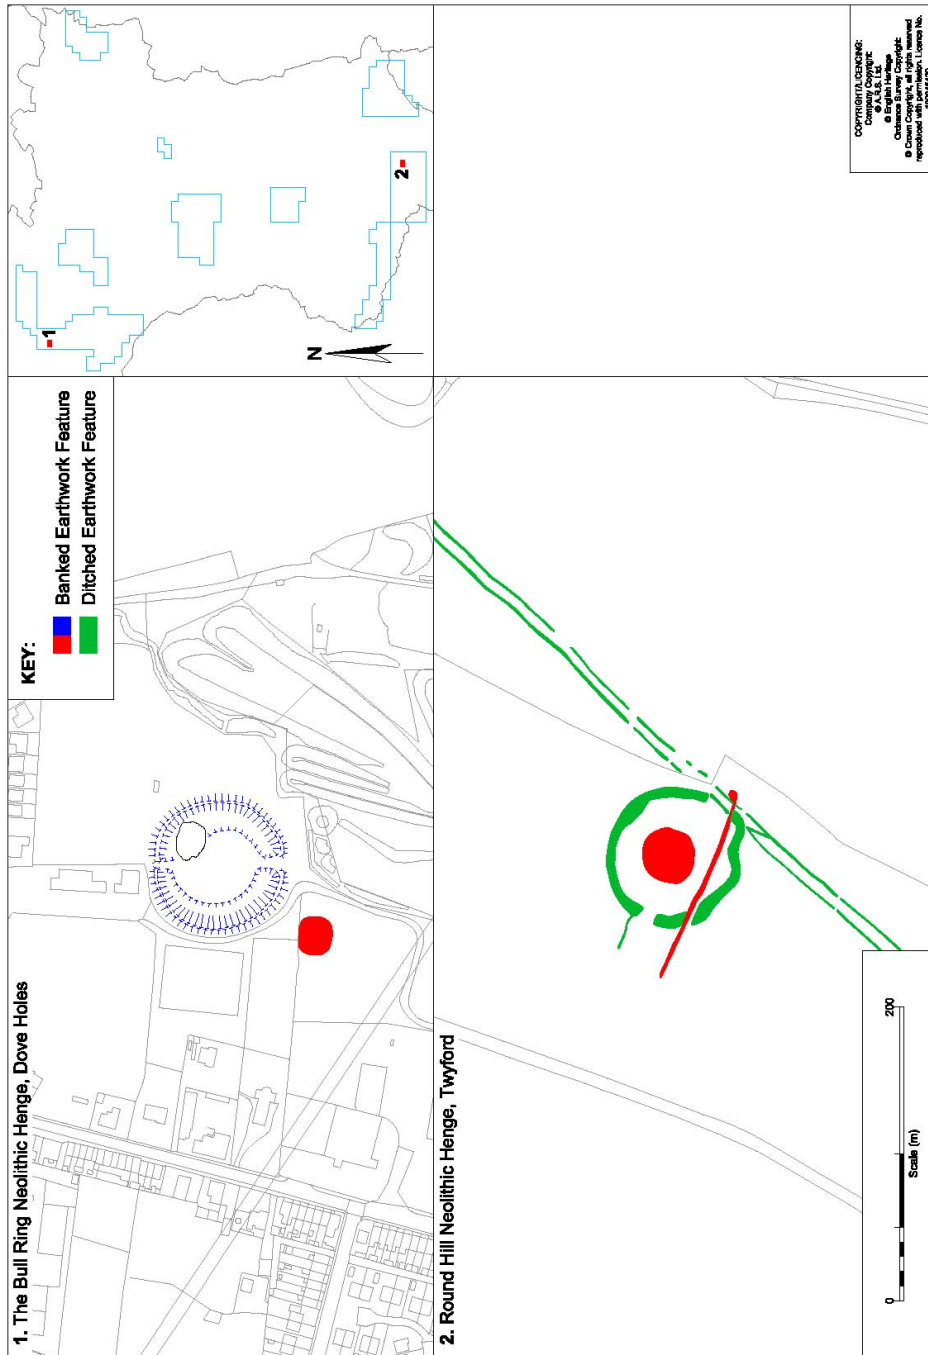 1. The Bull Ring Neolithic Henge, Dove Holes
KEY:
Banked Earthwork Feature
Ditched Earthwork Feature
1
2
N
2. Round Hill Neolithic Henge, Twyford
0
200
Scale (m)
COPYRIGHT/LICENCING:
Company Copyright:
© A.R.S. Ltd.
© English Heritage
Ordnance Survey Copyright:
© Crown Copyright, all rights reserved
reproduced with permission. Licence No.